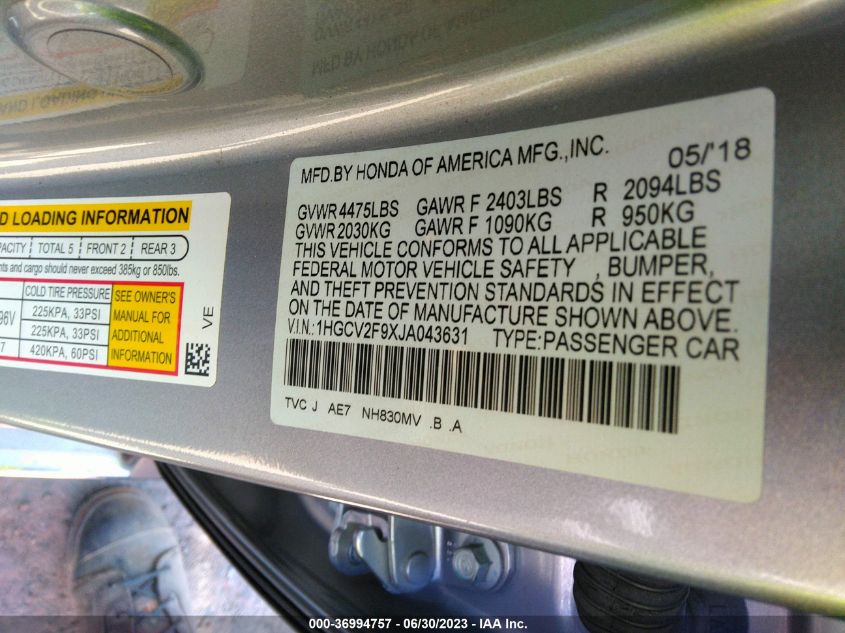 MFD.BY HONDA OF AMERICA MFG.,INC. 05/'18
GVWR 4475LBS GAWR F 2403LBS R 2094LBS
GVWR 2030KG GAWR F 1090KG R 950KG
THIS VEHICLE CONFORMS TO ALL APPLICABLE
FEDERAL MOTOR VEHICLE SAFETY , BUMPER,
AND THEFT PREVENTION STANDARDS IN EFFECT
ON THE DATE OF MANUFACTURE SHOWN ABOVE.
V.I.N.:1HGCV2F9XJA043631 TYPE:PASSENGER CAR
TVC J AE7 NH830MV .B .A
LOADING INFORMATION
TOTAL 5 FRONT 2 REAR 3
and cargo should never exceed 385kg or 850lbs.
COLD TIRE PRESSURE
225KPA, 33PSI
225KPA, 33PSI
420KPA, 60PSI
SEE OWNER'S
MANUAL FOR
ADDITIONAL
INFORMATION
VE
000-36994757 - 06/30/2023 - IAA Inc.